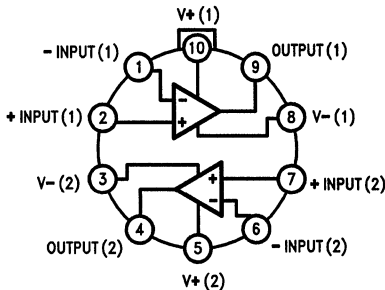 V+(1)
10
- INPUT(1)
OUTPUT(1)
1
9
-
+ INPUT(1)
2
+
8
V-(1)
V-(2)
3
+
7
+ INPUT(2)
-
OUTPUT(2)
4
5
6
- INPUT(2)
V+(2)